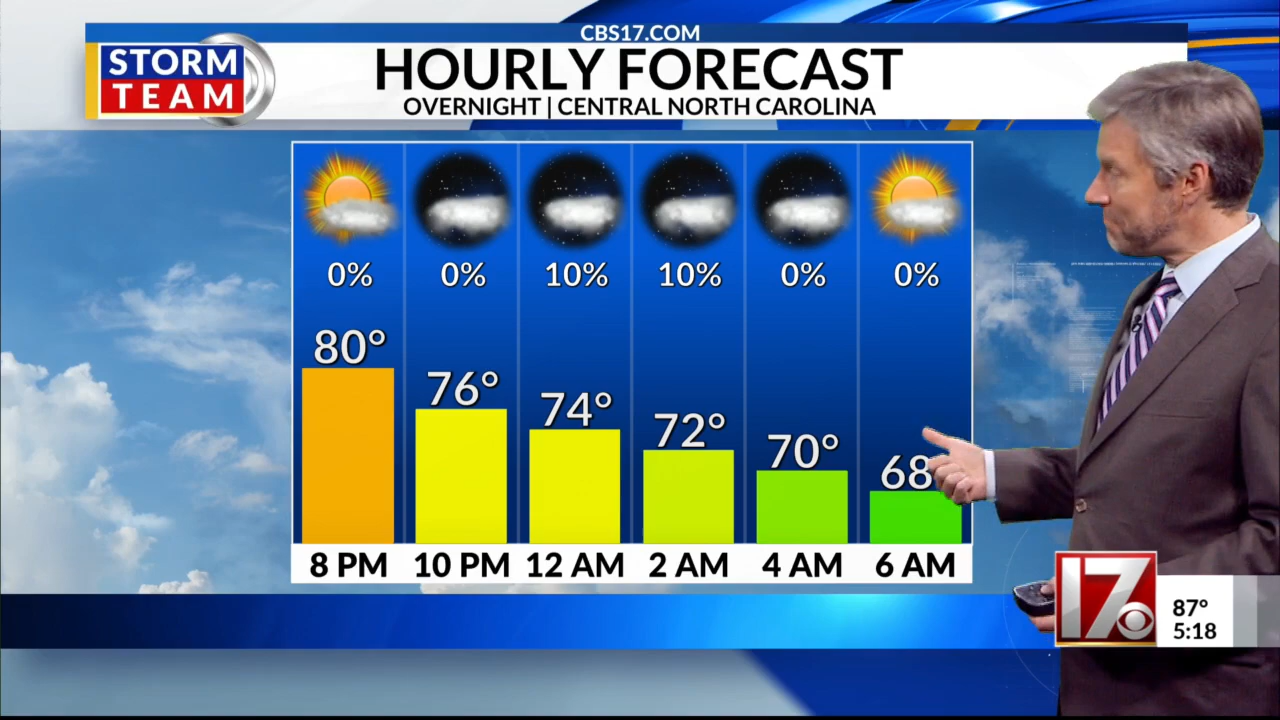 CBS17.COM
STORM
TEAM
HOURLY FORECAST
OVERNIGHT | CENTRAL NORTH CAROLINA
0% 0% 10% 10% 0% 0%
80° 76° 74° 72° 70° 68
8 PM 10 PM 12 AM 2 AM 4 AM 6 AM
17
87°
5:18